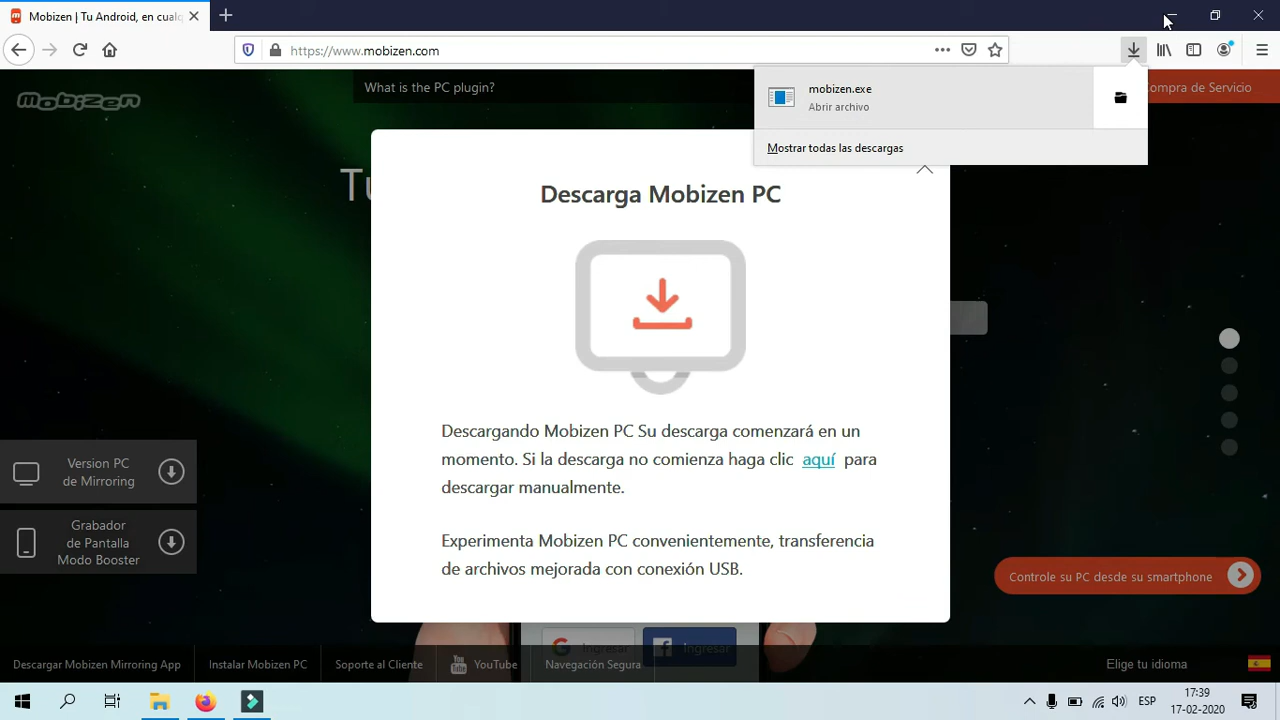 Mobizen | Tu Android, en cualq
https://www.mobizen.com
What is the PC plugin?
ompra de Servicio
mobizen
mobizen.exe
Abrir archivo
Mostrar todas las descargas
Tu
Descarga Mobizen PC
Descargando Mobizen PC Su descarga comenzará en un
momento. Si la descarga no comienza haga clic aquí para
descargar manualmente.
Experimenta Mobizen PC convenientemente, transferencia
de archivos mejorada con conexión USB.
Version PC
de Mirroring
Grabador
de Pantalla
Modo Booster
Controle su PC desde su smartphone
Ingresar
Ingresar
Descargar Mobizen Mirroring App
Instalar Mobizen PC
Soporte al Cliente
YouTube
Navegación Segura
Elige tu idioma
ESP
17:39
17-02-2020